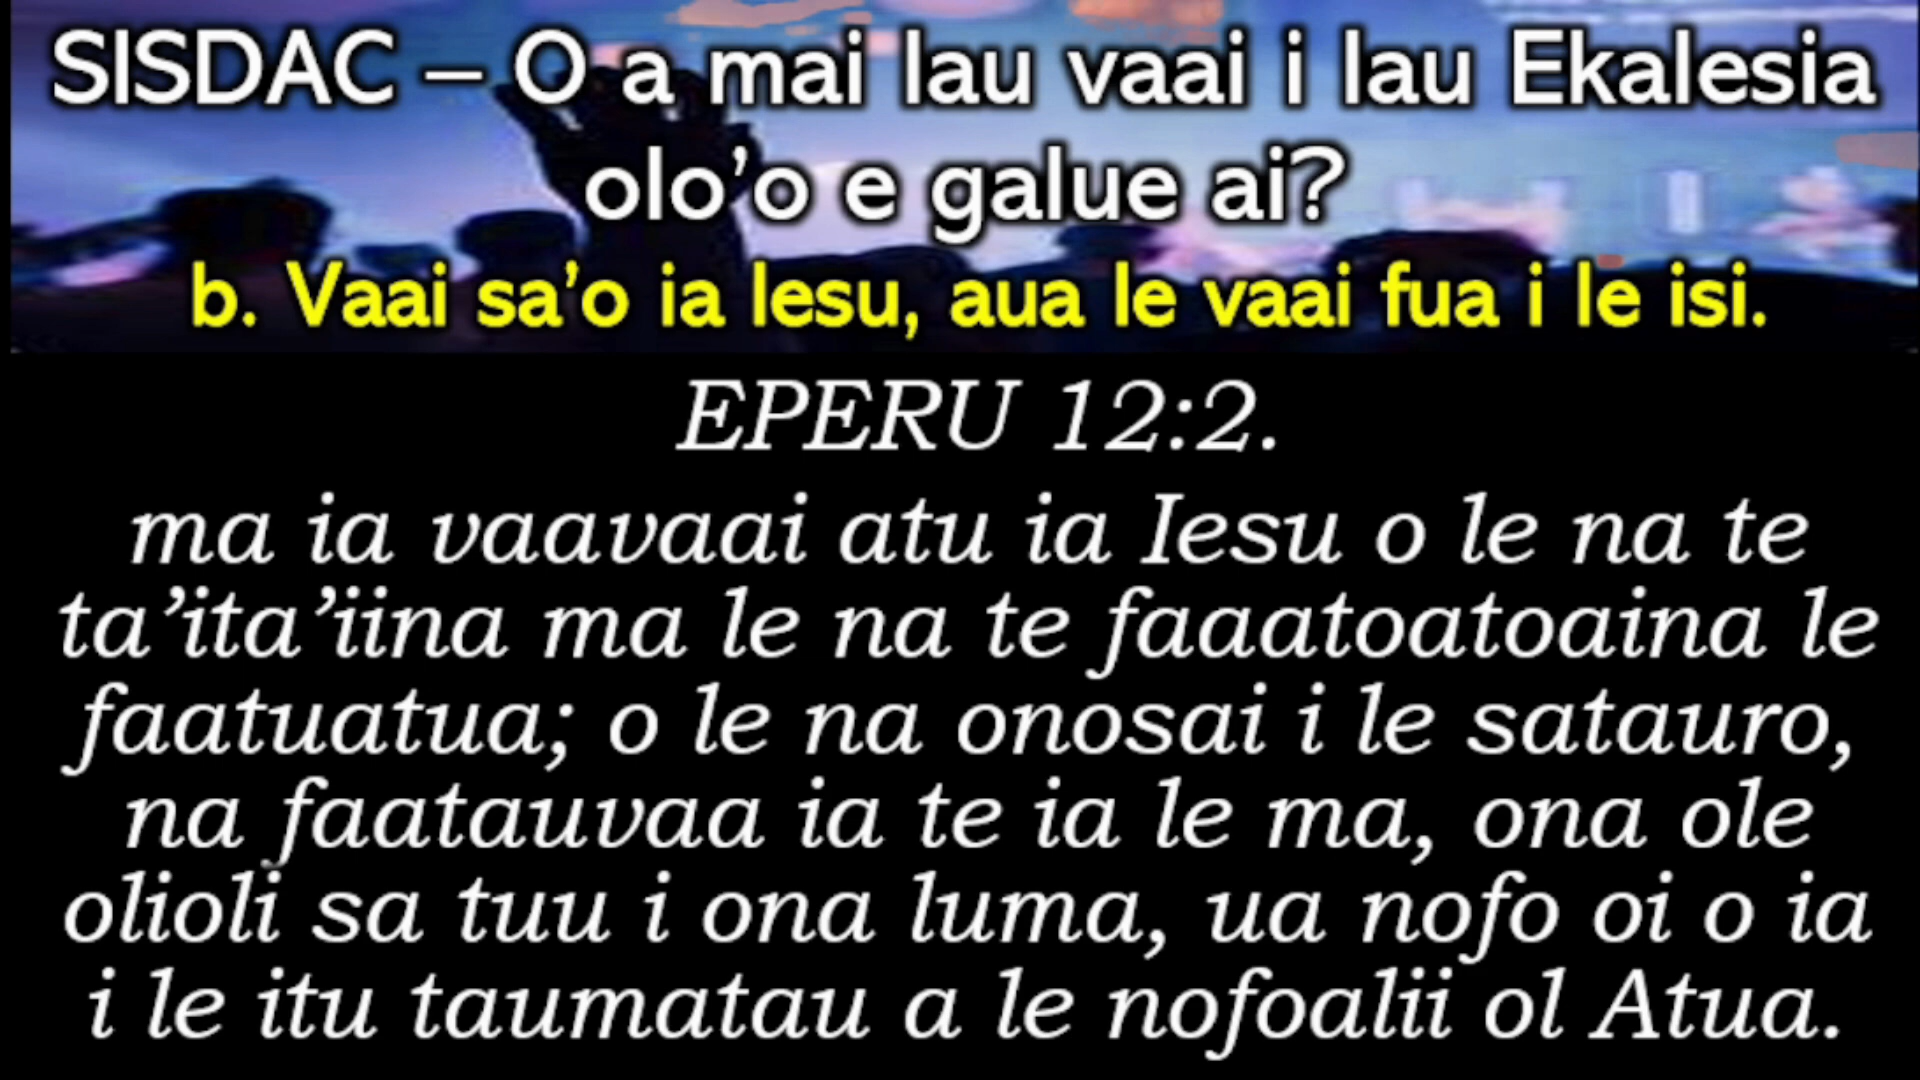 SISDAC – O a mai lau vaai i lau Ekalesia
olo’o e galue ai?
b. Vaai sa’o ia Iesu, aua le vaai fua i le isi.
EPERU 12:2.
ma ia vaavaai atu ia Iesu o le na te
ta’ita’iina ma le na te faaatoatoaina le
faatuatua; o le na onosai i le satauro,
na faatauvaa ia te ia le ma, ona ole
olioli sa tuu i ona luma, ua nofo oi o ia
i le itu taumatau a le nofoalii ol Atua.